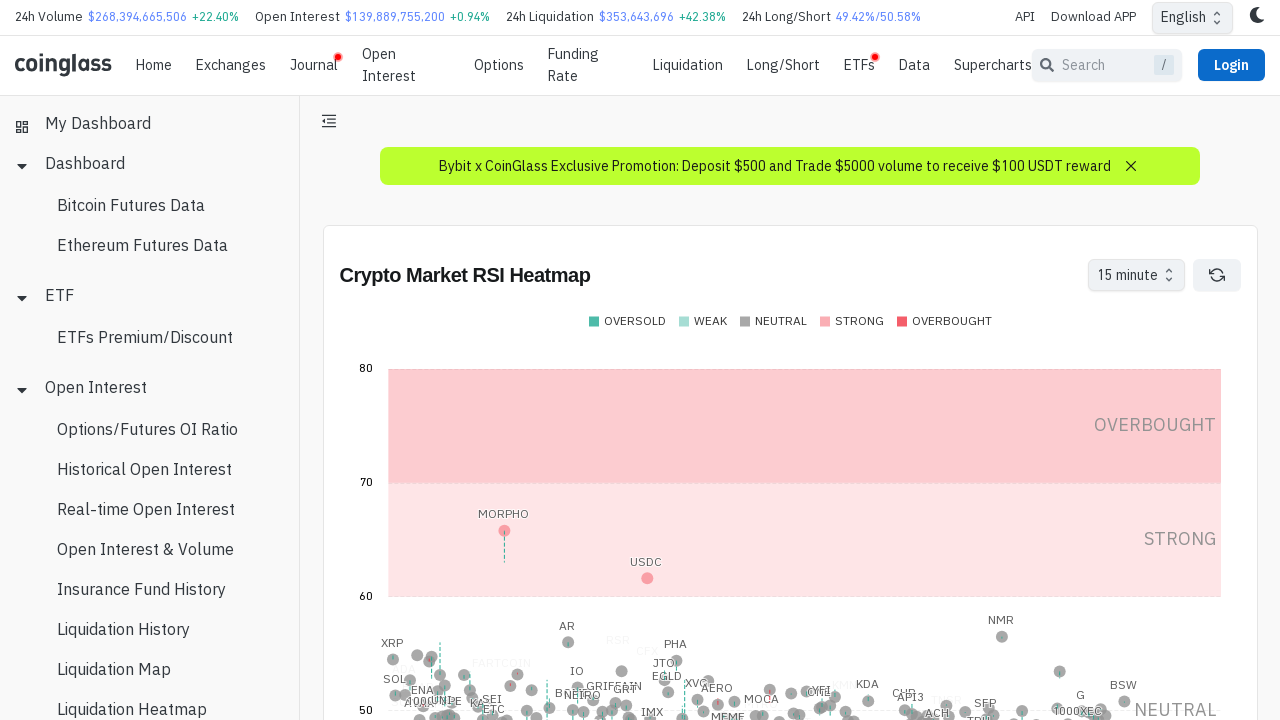 24h Volume $268,394,665,506 +22.40% Open Interest $139,889,755,200 +0.94% 24h Liquidation $353,643,696 +42.38% 24h Long/Short 49.42%/50.58% API Download APP English
coinglass Home Exchanges Journal Open Interest Options Funding Rate Liquidation Long/Short ETFs Data Supercharts Search / Login
My Dashboard
Dashboard
Bitcoin Futures Data
Ethereum Futures Data
ETF
ETFs Premium/Discount
Open Interest
Options/Futures OI Ratio
Historical Open Interest
Real-time Open Interest
Open Interest & Volume
Insurance Fund History
Liquidation History
Liquidation Map
Liquidation Heatmap
Bybit x CoinGlass Exclusive Promotion: Deposit $500 and Trade $5000 volume to receive $100 USDT reward
Crypto Market RSI Heatmap
15 minute
OVERSOLD WEAK NEUTRAL STRONG OVERBOUGHT
80
OVERBOUGHT
70
MORPHO
STRONG
USDC
60
NMR
AR
RSR
XRP
PHA
CFX
FARTCOIN
JTO
IO
EGLD
SOL
XVG
KDA
BSW
GRIFFAIN
AERO
ENA
GRT
NEIRO
G
MOCA
API3
SEI
SFP
ETC
50
NEUTRAL
1000XEC
IMX
ACH
MEME